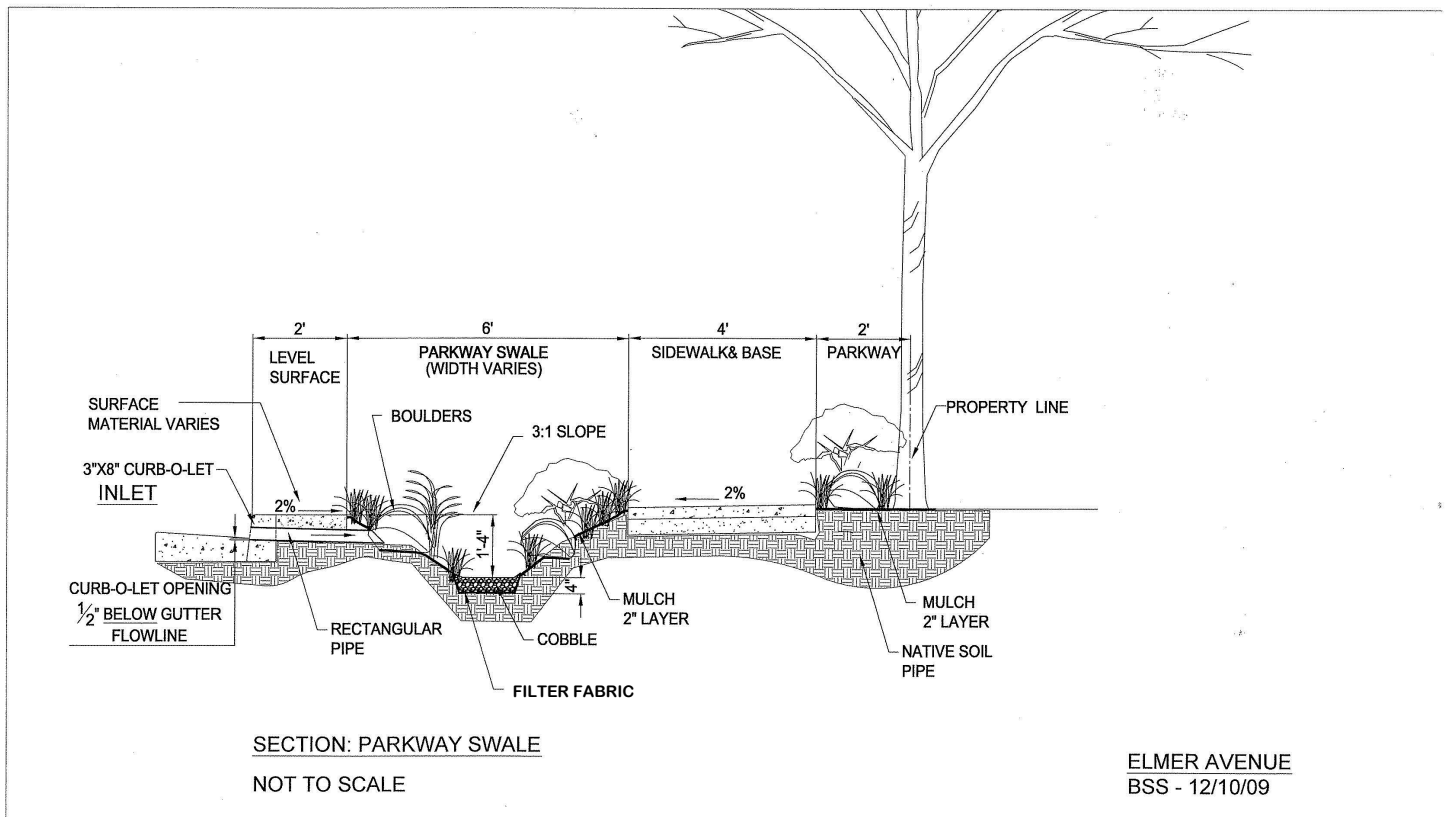 2'
6'
4'
2'
LEVEL
SURFACE
PARKWAY SWALE
(WIDTH VARIES)
SIDEWALK& BASE
PARKWAY
SURFACE
MATERIAL VARIES
BOULDERS
3:1 SLOPE
PROPERTY LINE
3"X8" CURB-O-LET
INLET
2%
2%
1'-4"
4"
CURB-O-LET OPENING
1/2" BELOW GUTTER
FLOWLINE
RECTANGULAR
PIPE
COBBLE
MULCH
2" LAYER
MULCH
2" LAYER
NATIVE SOIL
PIPE
FILTER FABRIC
SECTION: PARKWAY SWALE
NOT TO SCALE
ELMER AVENUE
BSS - 12/10/09